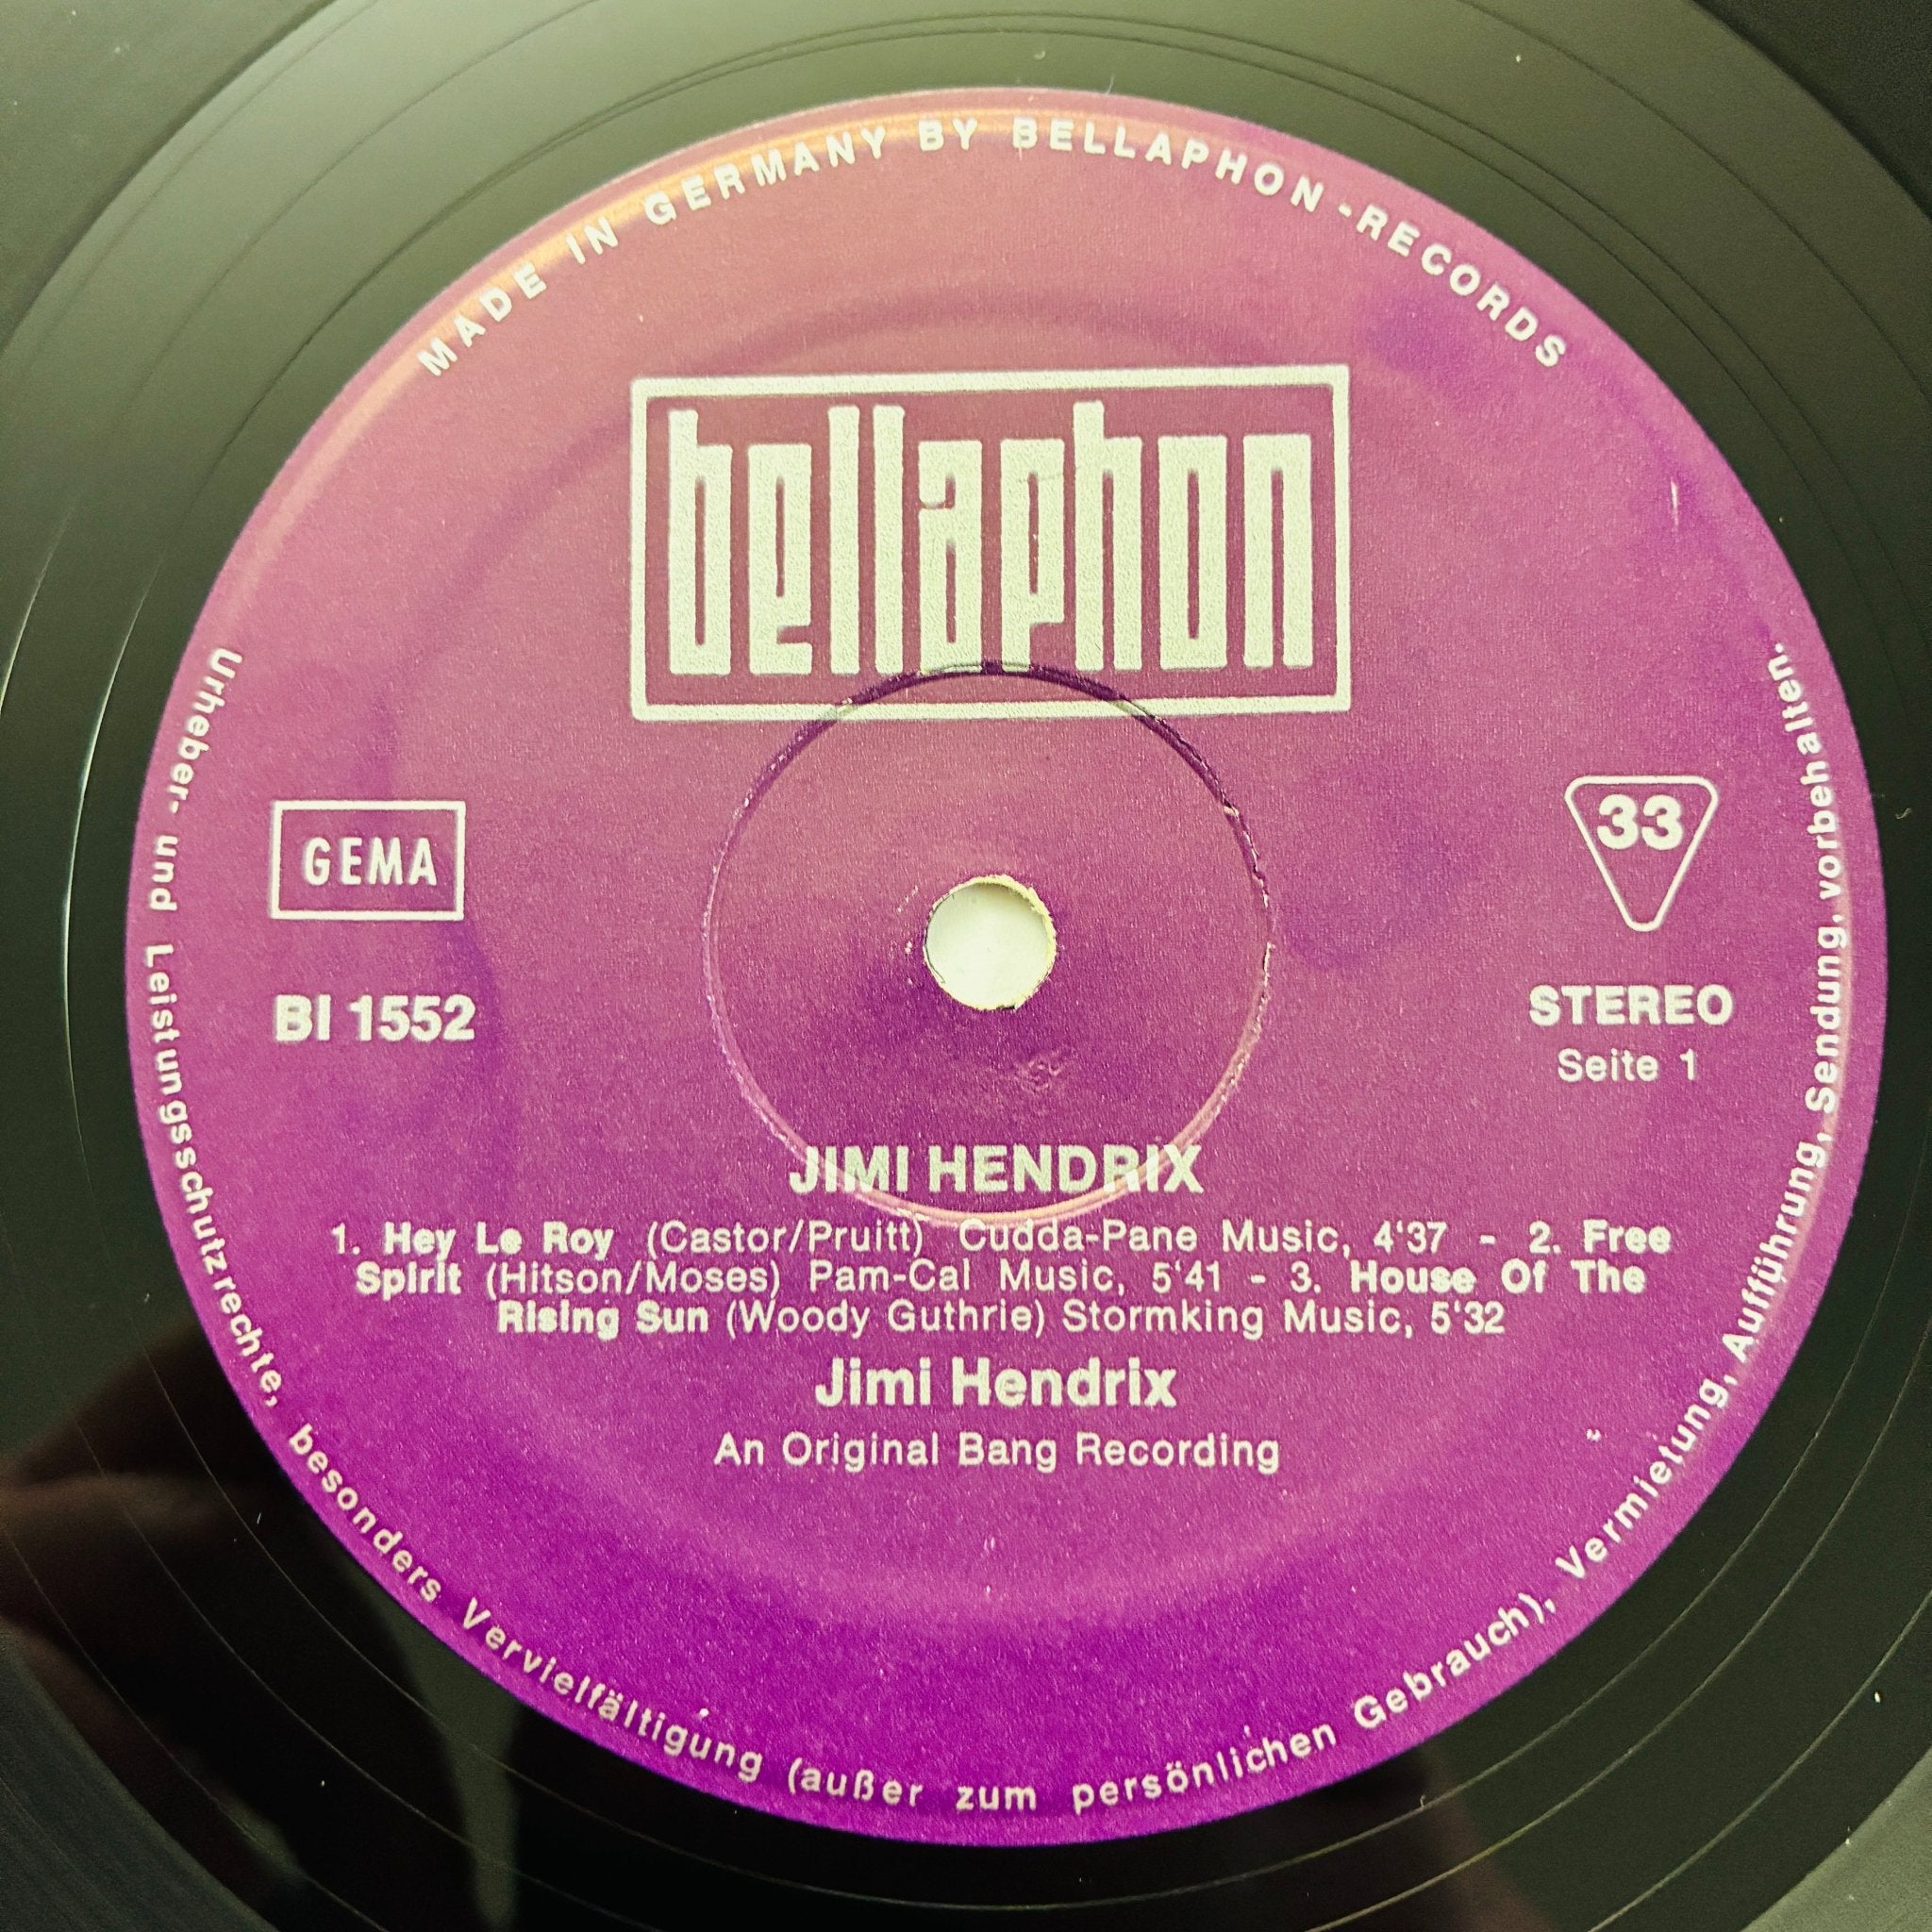 MADE IN GERMANY BY BELLAPHON-RECORDS
bellaphon
GEMA
33
BI 1552
STEREO
Seite 1
JIMI HENDRIX
1. Hey Le Roy (Castor/Pruitt) Cudda-Pane Music, 4'37 - 2. Free
Spirit (Hitson/Moses) Pam-Cal Music, 5'41 - 3. House Of The
Rising Sun (Woody Guthrie) Stormking Music, 5'32
Jimi Hendrix
An Original Bang Recording
Urheber- und Leistungsschutzrechte, besonders Vervielfältigung (außer zum persönlichen Gebrauch), Vermietung, Aufführung, Sendung, vorbehalten.